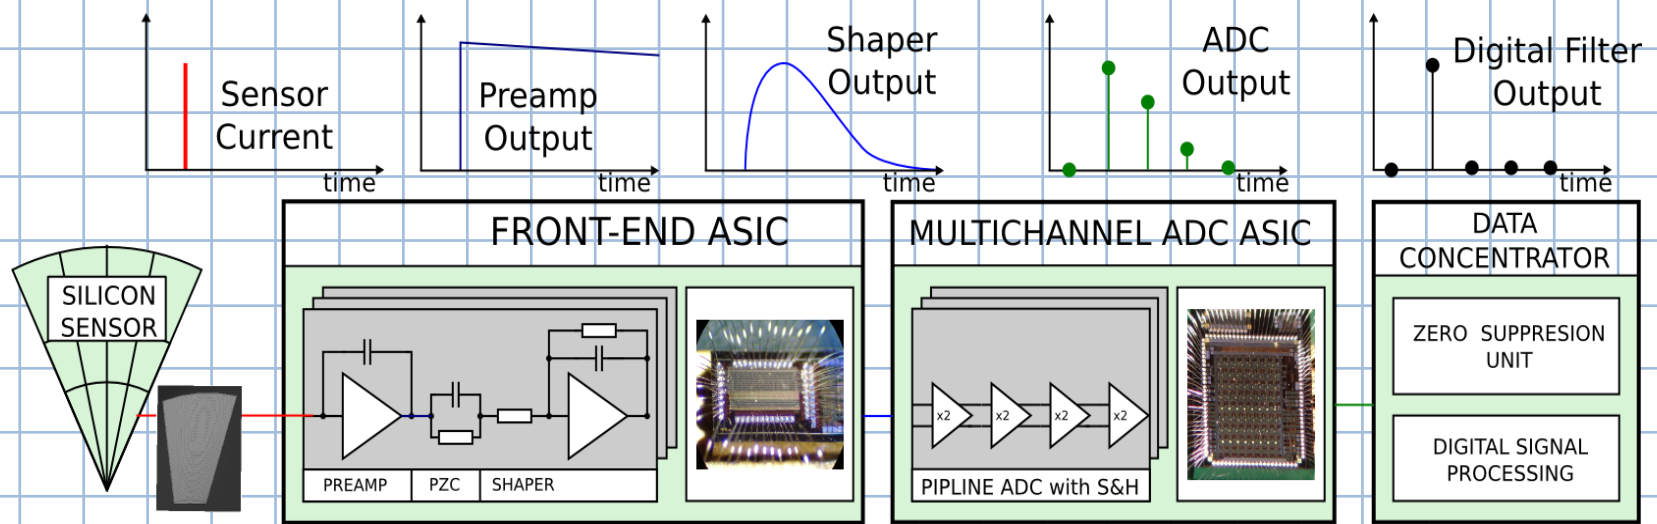 Sensor
Current
time
Preamp
Output
time
Shaper
Output
time
ADC
Output
time
Digital Filter
Output
time
SILICON
SENSOR
FRONT-END ASIC
PREAMP
PZC
SHAPER
MULTICHANNEL ADC ASIC
x2
x2
x2
x2
PIPLINE ADC with S&H
DATA
CONCENTRATOR
ZERO SUPPRESION
UNIT
DIGITAL SIGNAL
PROCESSING